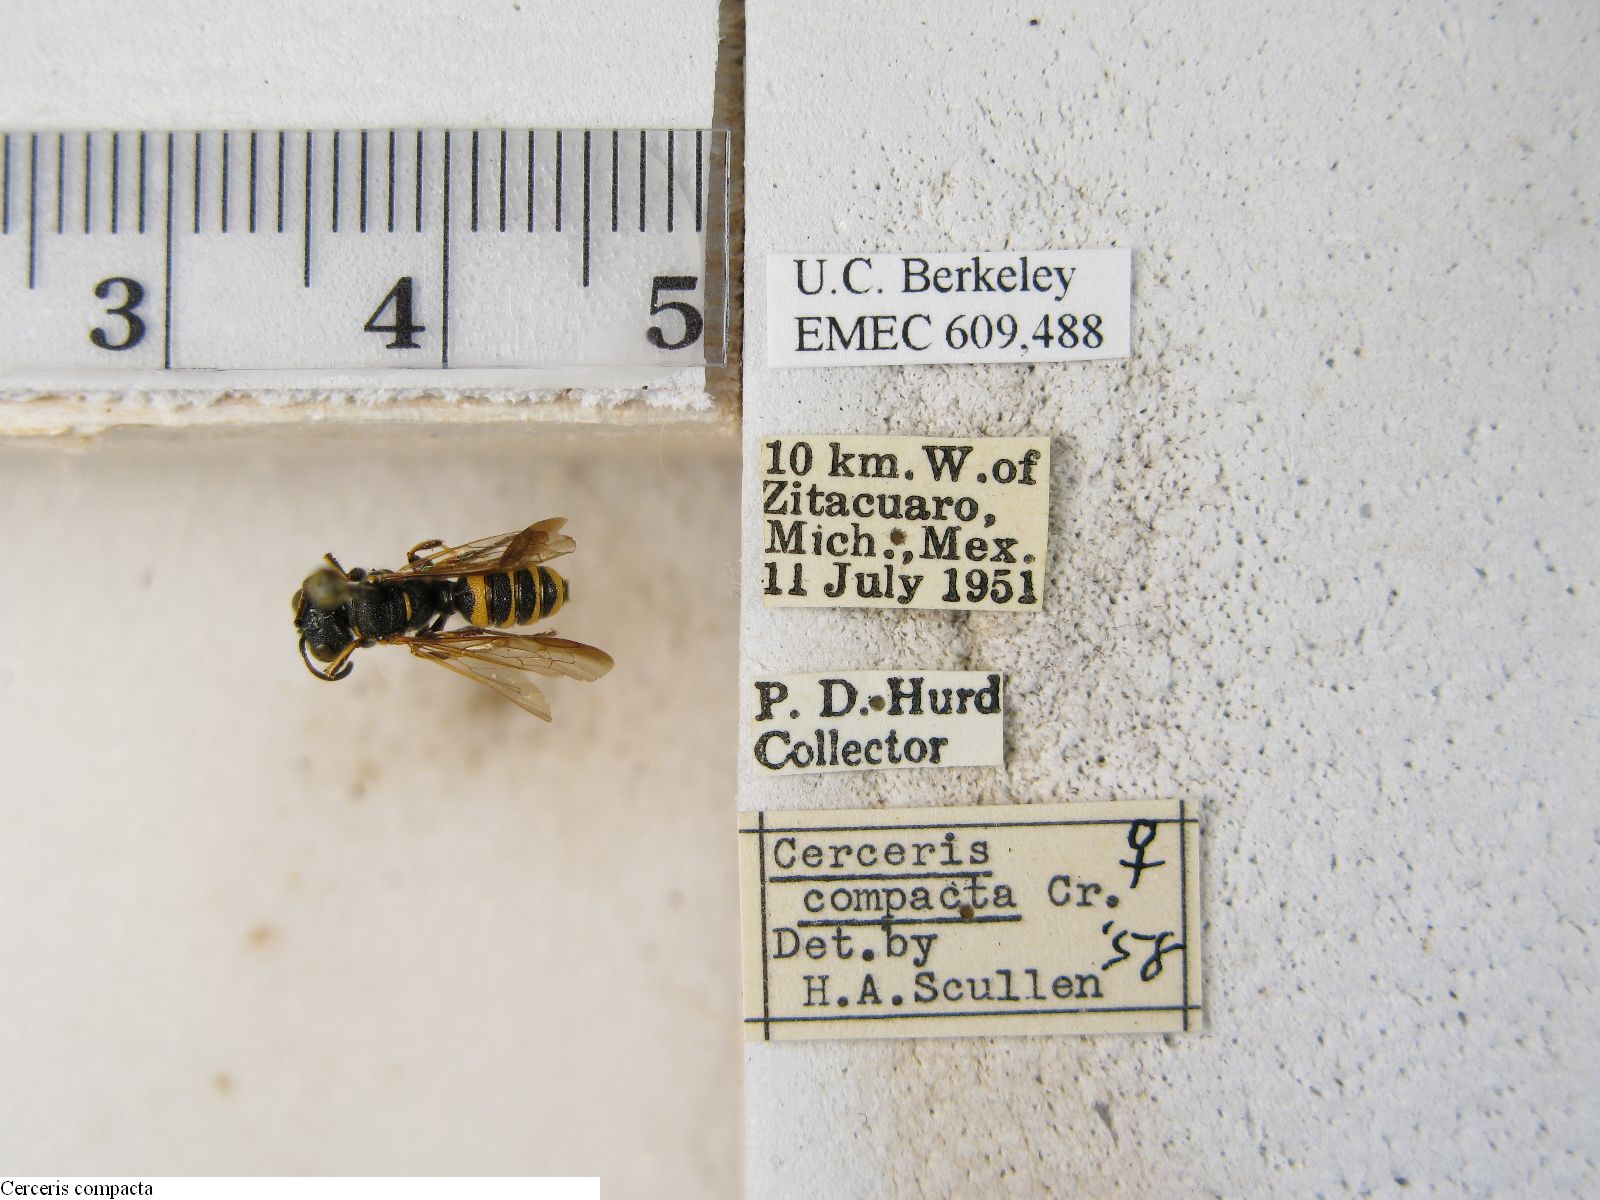 3 4 5
U.C. Berkeley
EMEC 609,488
10 km. W. of
Zitacuaro,
Mich., Mex.
11 July 1951
P. D. Hurd
Collector
Cerceris ♀
compacta Cr.
Det. by '58
H.A. Scullen
Cerceris compacta